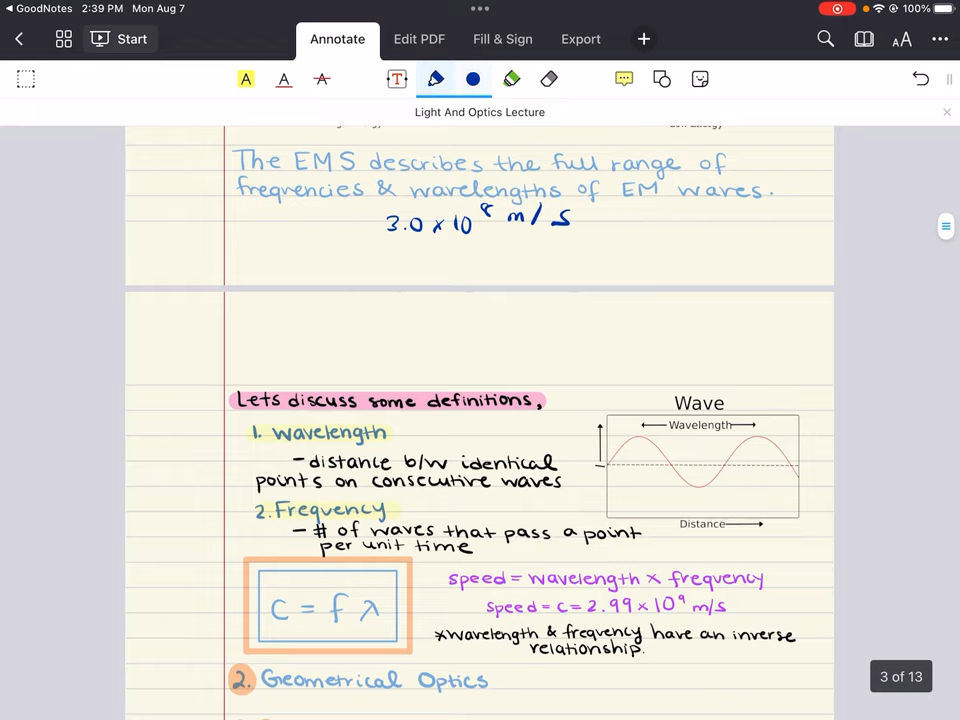 GoodNotes 2:39 PM Mon Aug 7 100%
Start Annotate Edit PDF Fill & Sign Export
Light And Optics Lecture
The EMS describes the full range of
frequencies & wavelengths of EM waves.
3.0 x 10^8 m/s
Lets discuss some definitions,
1. wavelength
- distance b/w identical
points on consecutive waves
2. Frequency
- # of waves that pass a point
per unit time
Wave
Wavelength
Distance
c = f λ
speed = wavelength x frequency
speed = c = 2.99 x 10^9 m/s
*wavelength & frequency have an inverse
relationship.
2. Geometrical Optics
3 of 13